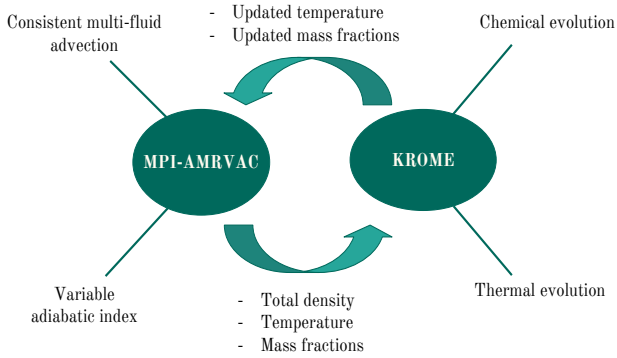 Consistent multi-fluid
advection
- Updated temperature
- Updated mass fractions
Chemical evolution
MPI-AMRVAC
KROME
Variable
adiabatic index
- Total density
- Temperature
- Mass fractions
Thermal evolution